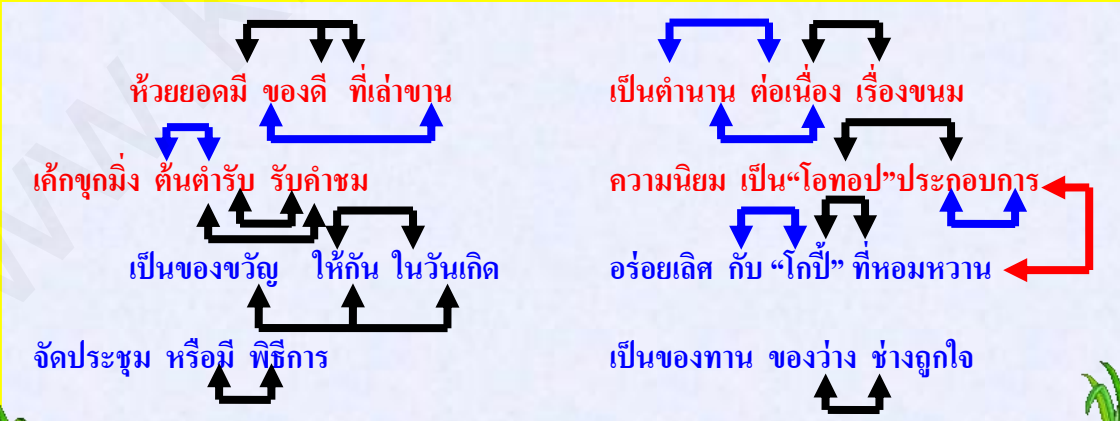 ห้วยยอดมี ของดี ที่เล่าขาน เป็นตำนาน ต่อเนื่อง เรื่องขนม
เค้กขุกมิ่ง ต้นตำรับ รับคำชม ความนิยม เป็น“โอทอป”ประกอบการ
เป็นของขวัญ ให้กัน ในวันเกิด อร่อยเลิศ กับ “โกปี้” ที่หอมหวาน
จัดประชุม หรือมี พิธีการ เป็นของทาน ของว่าง ช่างถูกใจ